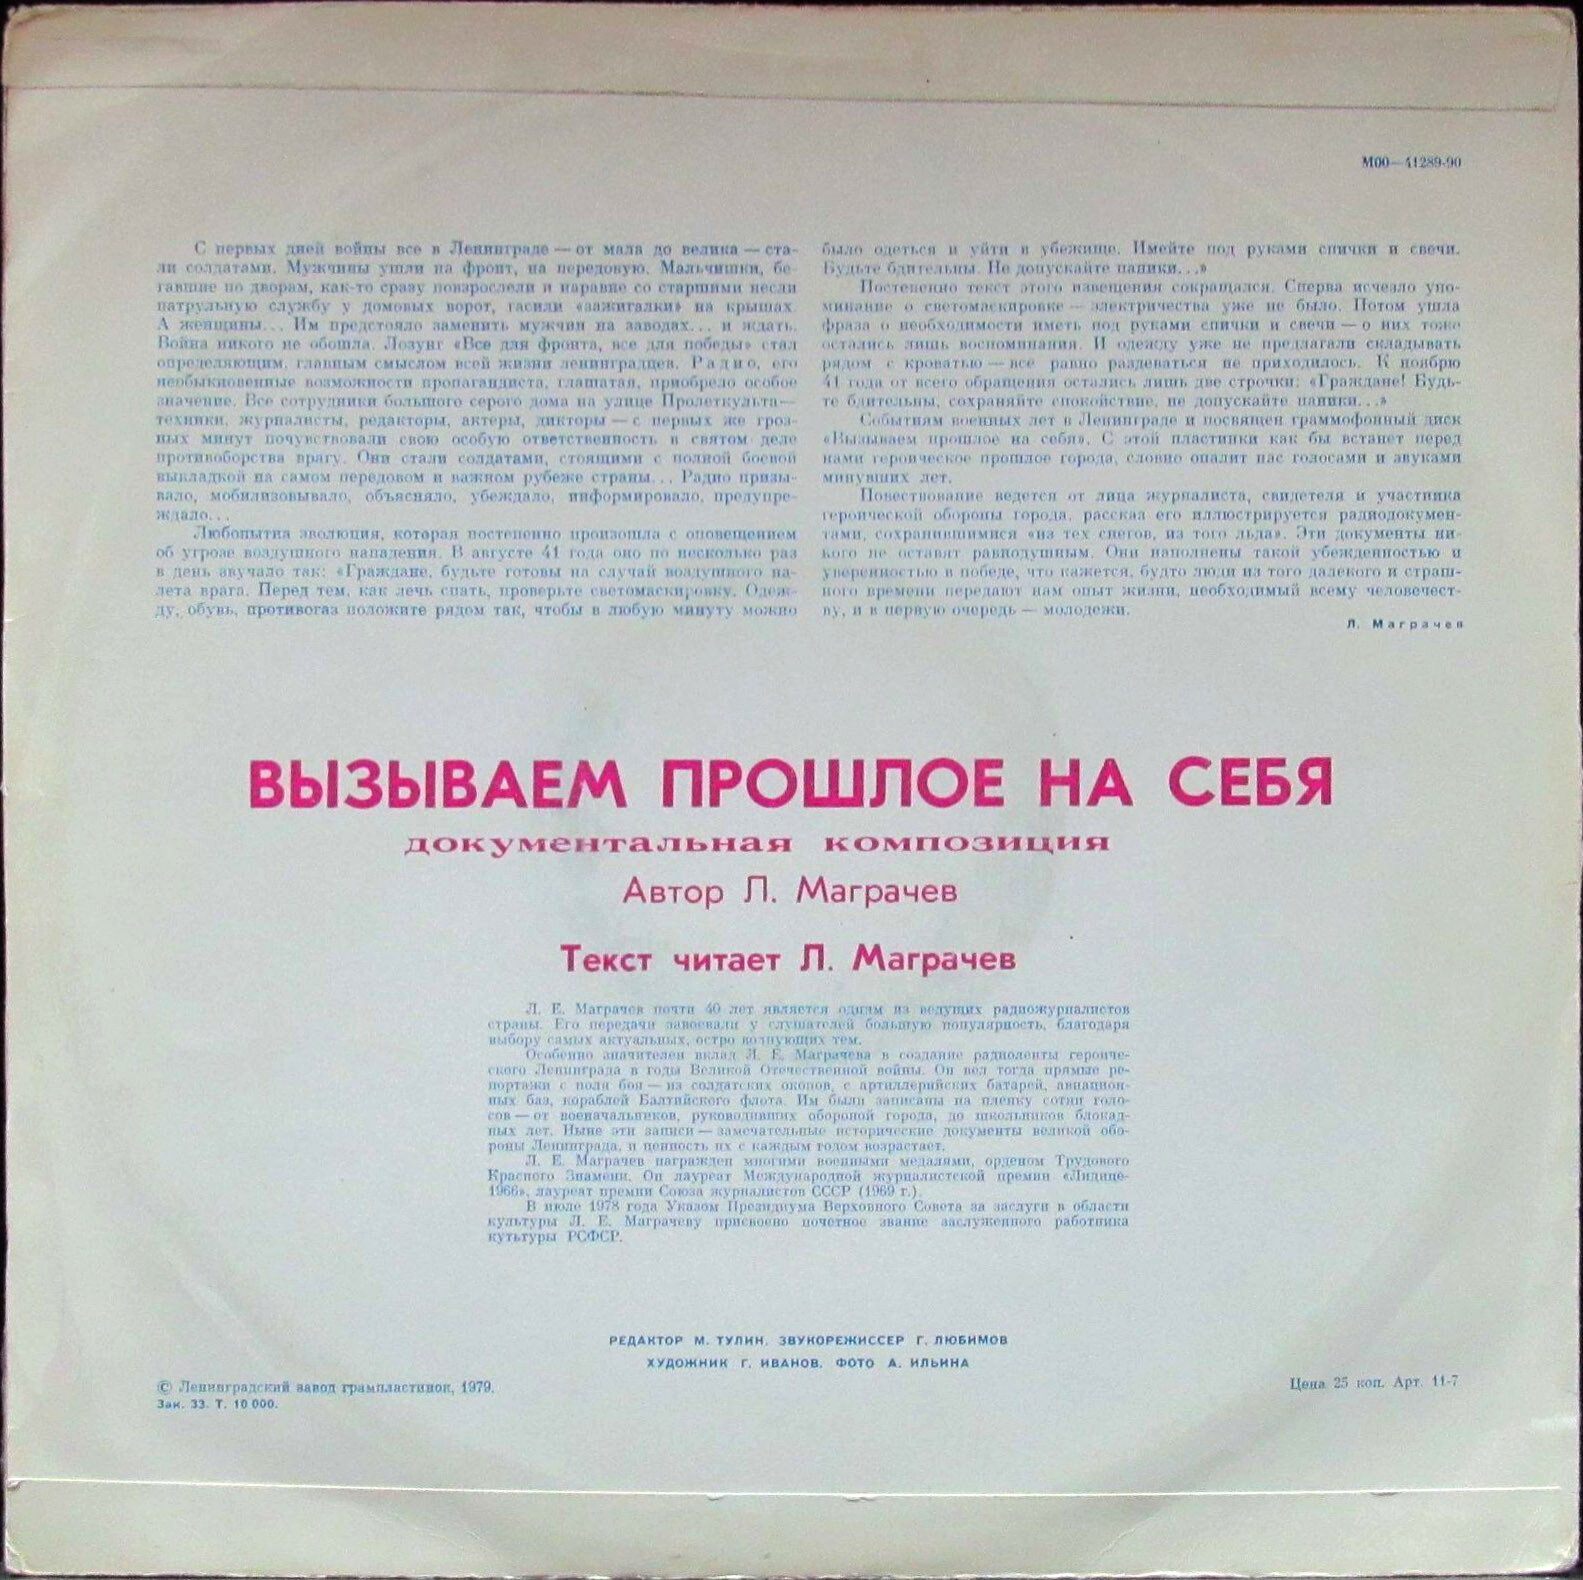 М00—41289-90
С первых дней войны все в Ленинграде — от мала до велика — ста-
ли солдатами. Мужчины ушли на фронт, на передовую. Мальчишки, бе-
гавшие по дворам, как-то сразу повзрослели и наравне со старшими несли
патрульную службу у домовых ворот, гасили «зажигалки» на крышах.
А женщины... Им предстояло заменить мужчин на заводах... и ждать.
Война никого не обошла. Лозунг «Все для фронта, все для победы» стал
определяющим, главным смыслом всей жизни ленинградцев. Радио, его
необыкновенные возможности пропагандиста, глашатая, приобрело особое
значение. Все сотрудники большого серого дома на улице Пролеткульта —
техники, журналисты, редакторы, актеры, дикторы — с первых же гроз-
ных минут почувствовали свою особую ответственность в святом деле
противоборства врагу. Они стали солдатами, стоящими с полной боевой
выкладкой на самом передовом и важном рубеже страны... Радио призы-
вало, мобилизовывало, объясняло, убеждало, информировало, предупре-
ждало...
Любопытна эволюция, которая постепенно произошла с оповещением
об угрозе воздушного нападения. В августе 41 года оно по несколько раз
в день звучало так: «Граждане, будьте готовы на случай воздушного на-
лета врага. Перед тем, как лечь спать, проверьте светомаскировку. Одеж-
ду, обувь, противогаз положите рядом так, чтобы в любую минуту можно
было одеться и уйти в убежище. Имейте под руками спички и свечи.
Будьте бдительны. Не допускайте паники...»
Постепенно текст этого извещения сокращался. Сперва исчезло упо-
минание о светомаскировке — электричества уже не было. Потом ушла
фраза о необходимости иметь под руками спички и свечи — о них тоже
остались лишь воспоминания. И одежду уже не предлагали складывать
рядом с кроватью — все равно раздеваться не приходилось. К ноябрю
41 года от всего обращения остались лишь две строчки: «Граждане! Будь-
те бдительны, сохраняйте спокойствие, не допускайте паники...»
Событиям военных лет в Ленинграде и посвящен граммофонный диск
«Вызываем прошлое на себя». С этой пластинки как бы встанет перед
нами героическое прошлое города, словно опалит нас голосами и звуками
минувших лет.
Повествование ведется от лица журналиста, свидетеля и участника
героической обороны города, рассказ его иллюстрируется радиодокумен-
тами, сохранившимися «из тех снегов, из того льда». Эти документы ни-
кого не оставят равнодушным. Они наполнены такой убежденностью и
уверенностью в победе, что кажется, будто люди из того далекого и страш-
ного времени передают нам опыт жизни, необходимый всему человечест-
ву, и в первую очередь — молодежи.
Л. Маграчев
ВЫЗЫВАЕМ ПРОШЛОЕ НА СЕБЯ
документальная композиция
Автор Л. Маграчев
Текст читает Л. Маграчев
Л. Е. Маграчев почти 40 лет является одним из ведущих радиожурналистов
страны. Его передачи завоевали у слушателей большую популярность, благодаря
выбору самых актуальных, остро волнующих тем.
Особенно значителен вклад Л. Е. Маграчева в создание радиоленты героиче-
ского Ленинграда в годы Великой Отечественной войны. Он вел тогда прямые ре-
портажи с поля боя — из солдатских окопов, с артиллерийских батарей, авиацион-
ных баз, кораблей Балтийского флота. Им были записаны на пленку сотни голо-
сов — от военачальников, руководивших обороной города, до школьников блокад-
ных лет. Ныне эти записи — замечательные исторические документы великой обо-
роны Ленинграда, и ценность их с каждым годом возрастает.
Л. Е. Маграчев награжден многими военными медалями, орденом Трудового
Красного Знамени. Он лауреат Международной журналистской премии «Лидице-
1966», лауреат премии Союза журналистов СССР (1969 г.).
В июле 1978 года Указом Президиума Верховного Совета за заслуги в области
культуры Л. Е. Маграчеву присвоено почетное звание заслуженного работника
кутьтуры РСФСР.
РЕДАКТОР М. ТУЛИН. ЗВУКОРЕЖИССЕР Г. ЛЮБИМОВ
ХУДОЖНИК Г. ИВАНОВ. ФОТО А. ИЛЬИНА
© Ленинградский завод грампластинок, 1979.
Зак. 33. Т. 10 000.
Цена 25 коп. Арт. 11-7